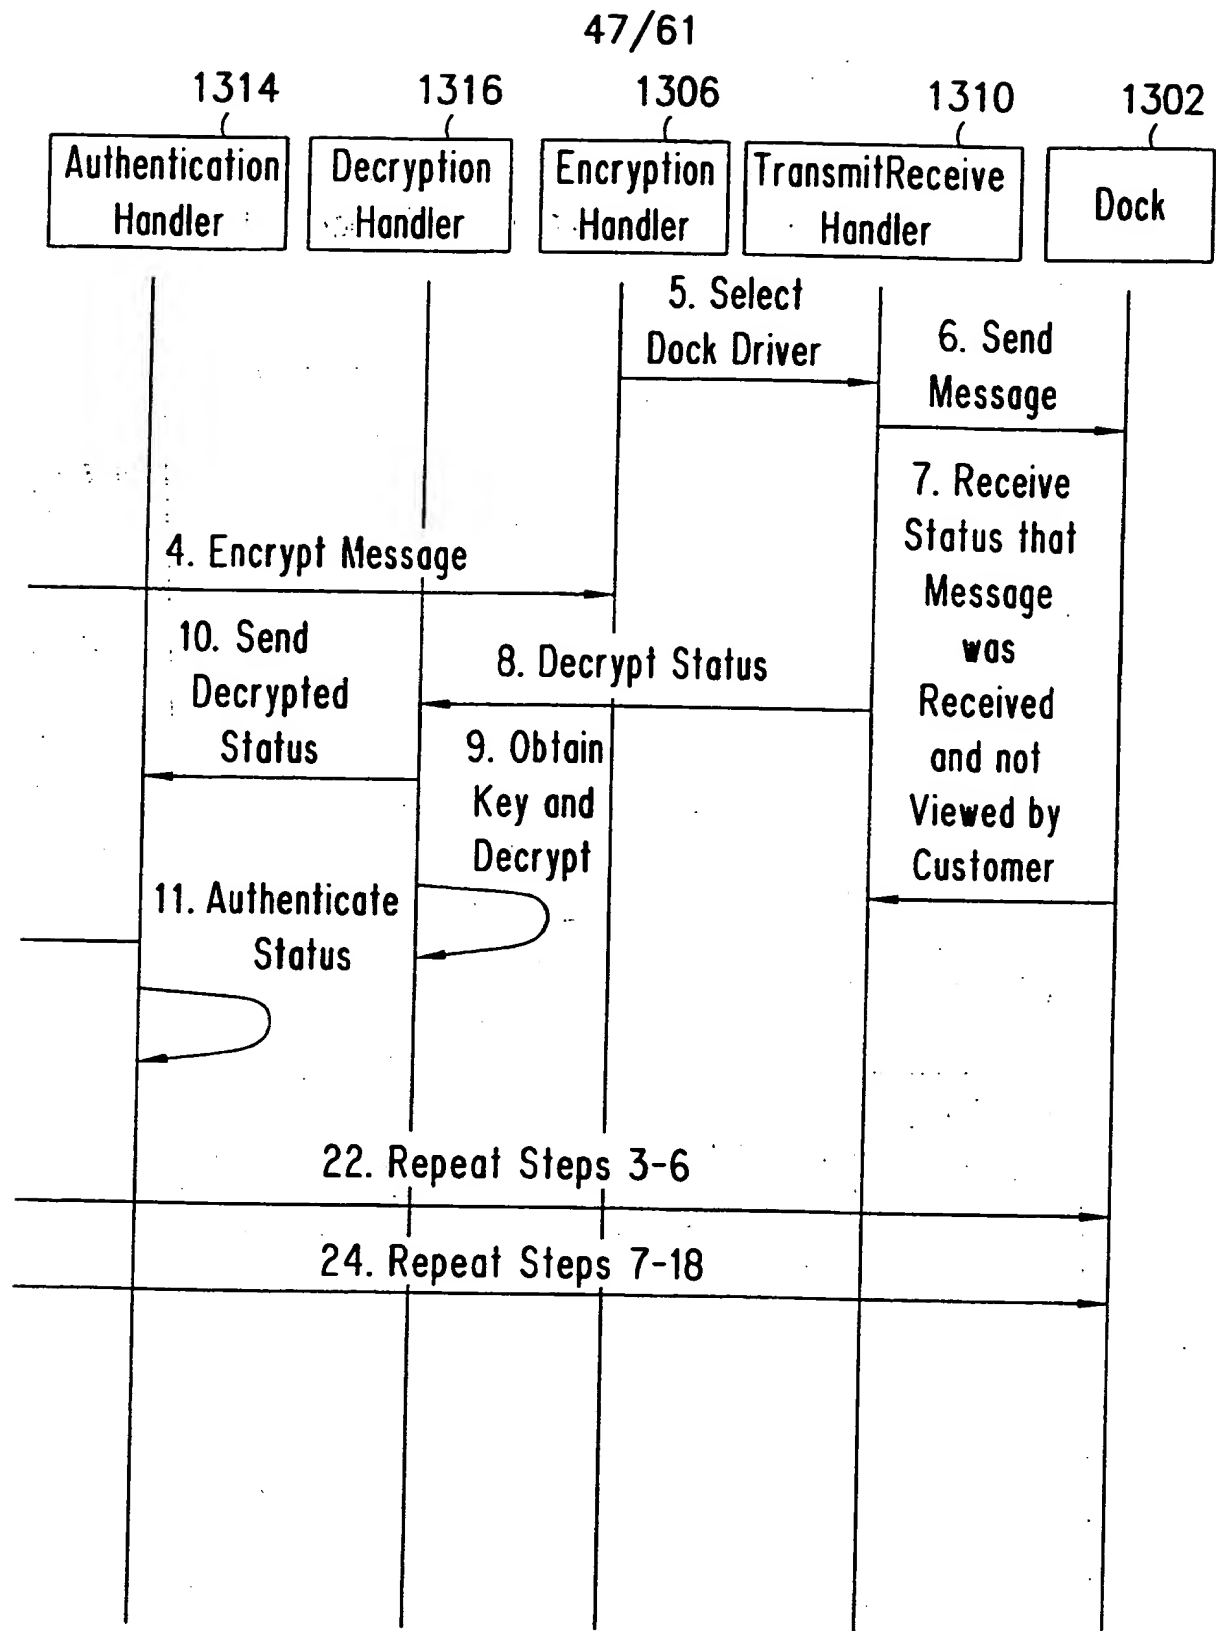 47/61
1314
1316
1306
1310
1302
Authentication
Handler
Decryption
Handler
Encryption
Handler
TransmitReceive
Handler
Dock
5. Select
Dock Driver
6. Send
Message
7. Receive
Status that
Message
was
Received
and not
Viewed by
Customer
4. Encrypt Message
10. Send
Decrypted
Status
8. Decrypt Status
9. Obtain
Key and
Decrypt
11. Authenticate
Status
22. Repeat Steps 3-6
24. Repeat Steps 7-18